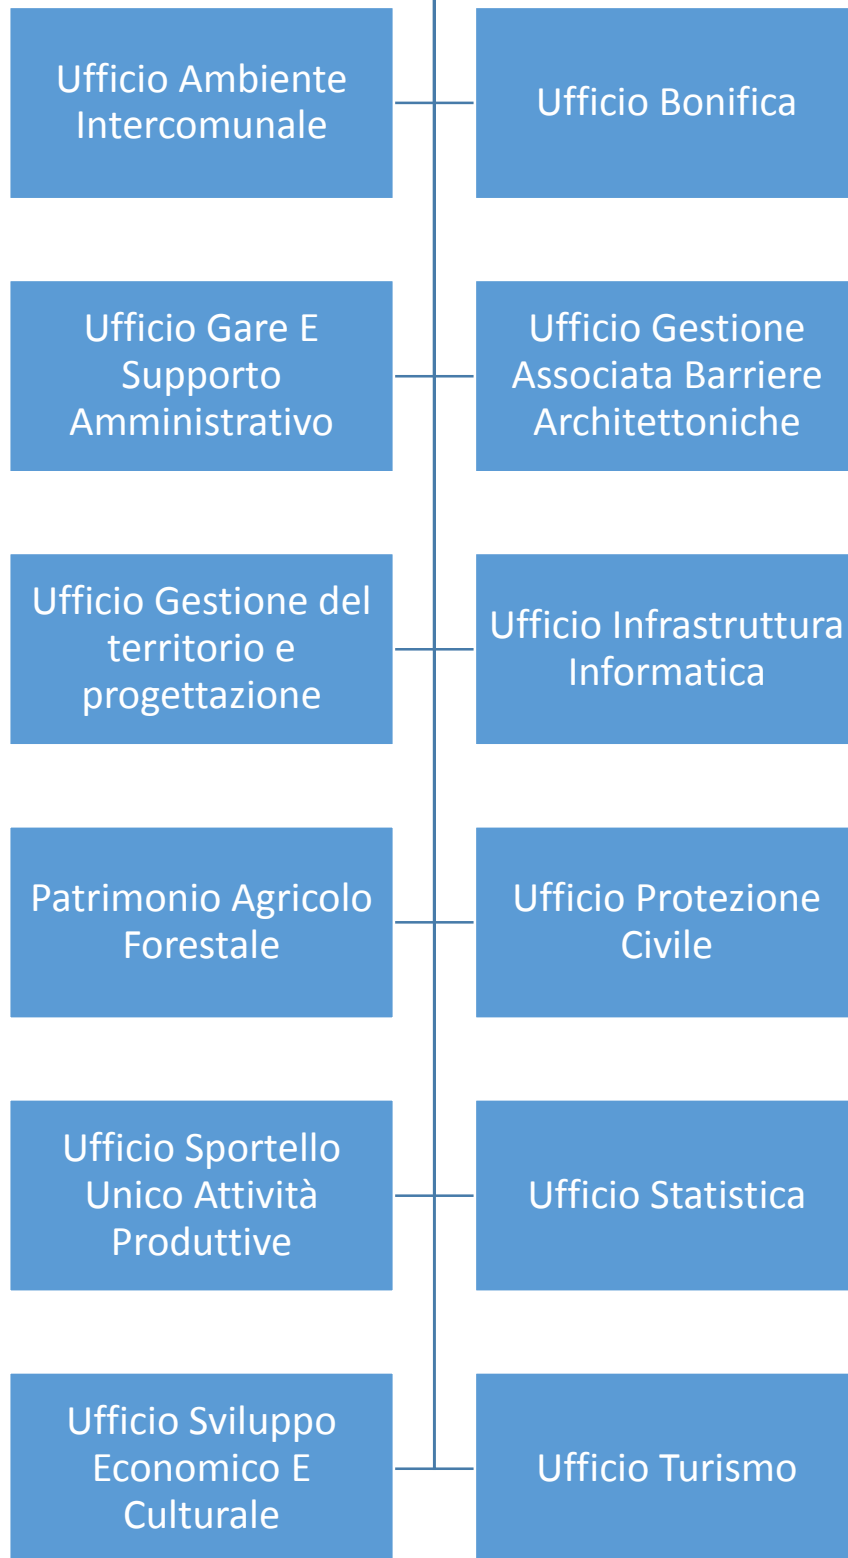 Ufficio Ambiente
Intercomunale
Ufficio Bonifica
Ufficio Gare E
Supporto
Amministrativo
Ufficio Gestione
Associata Barriere
Architettoniche
Ufficio Gestione del
territorio e
progettazione
Ufficio Infrastruttura
Informatica
Patrimonio Agricolo
Forestale
Ufficio Protezione
Civile
Ufficio Sportello
Unico Attività
Produttive
Ufficio Statistica
Ufficio Sviluppo
Economico E
Culturale
Ufficio Turismo